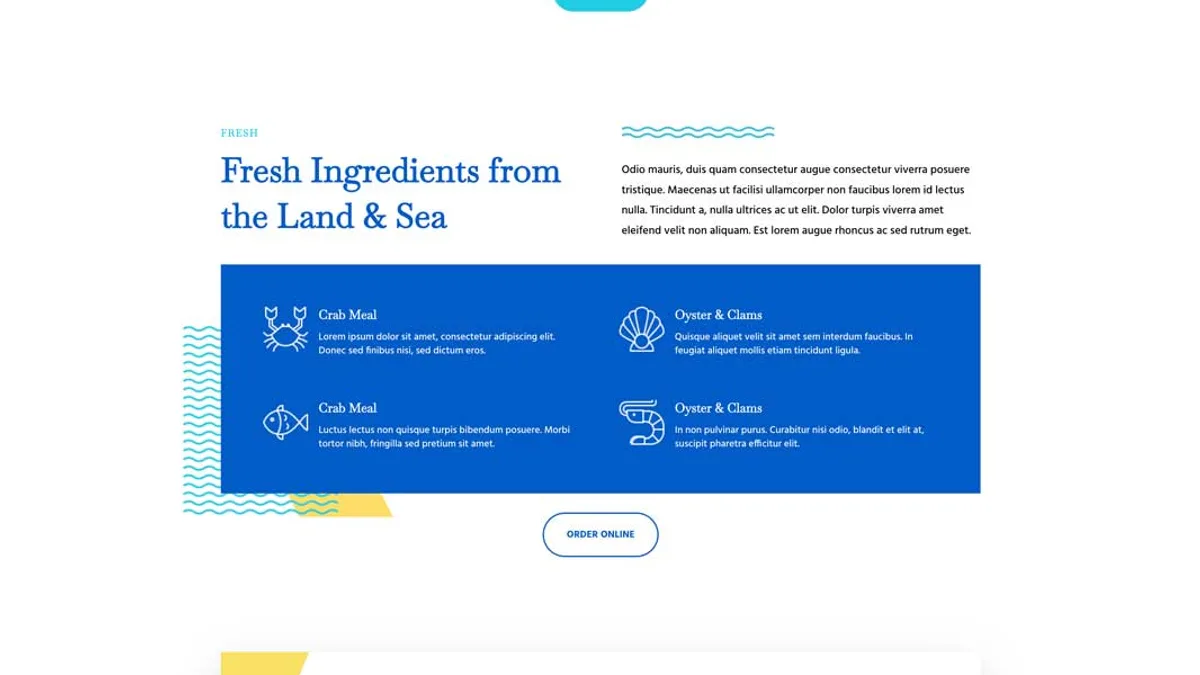 FRESH
Fresh Ingredients from
the Land & Sea
Odio mauris, duis quam consectetur augue consectetur viverra posuere
tristique. Maecenas ut facilisi ullamcorper non faucibus lorem id lectus
nulla. Tincidunt a, nulla ultrices ac ut elit. Dolor turpis viverra amet
eleifend velit non aliquam. Est lorem augue rhoncus ac sed rutrum eget.
Crab Meal
Lorem ipsum dolor sit amet, consectetur adipiscing elit.
Donec sed finibus nisi, sed dictum eros.
Oyster & Clams
Quisque aliquet velit sit amet sem interdum faucibus. In
feugiat aliquet mollis etiam tincidunt ligula.
Crab Meal
Luctus lectus non quisque turpis bibendum posuere. Morbi
tortor nibh, fringilla sed pretium sit amet.
Oyster & Clams
In non pulvinar purus. Curabitur nisi odio, blandit et elit at,
suscipit pharetra efficitur elit.
ORDER ONLINE